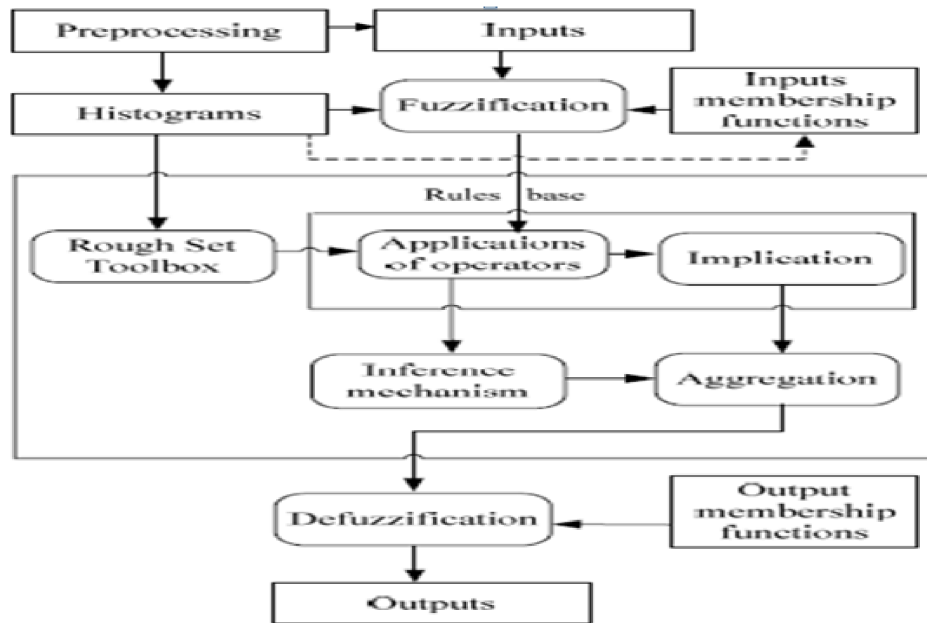 Preprocessing
Inputs
Histograms
Fuzzification
Inputs
membership
functions
Rules base
Rough Set
Toolbox
Applications
of operators
Implication
Inference
mechanism
Aggregation
Defuzzification
Output
membership
functions
Outputs